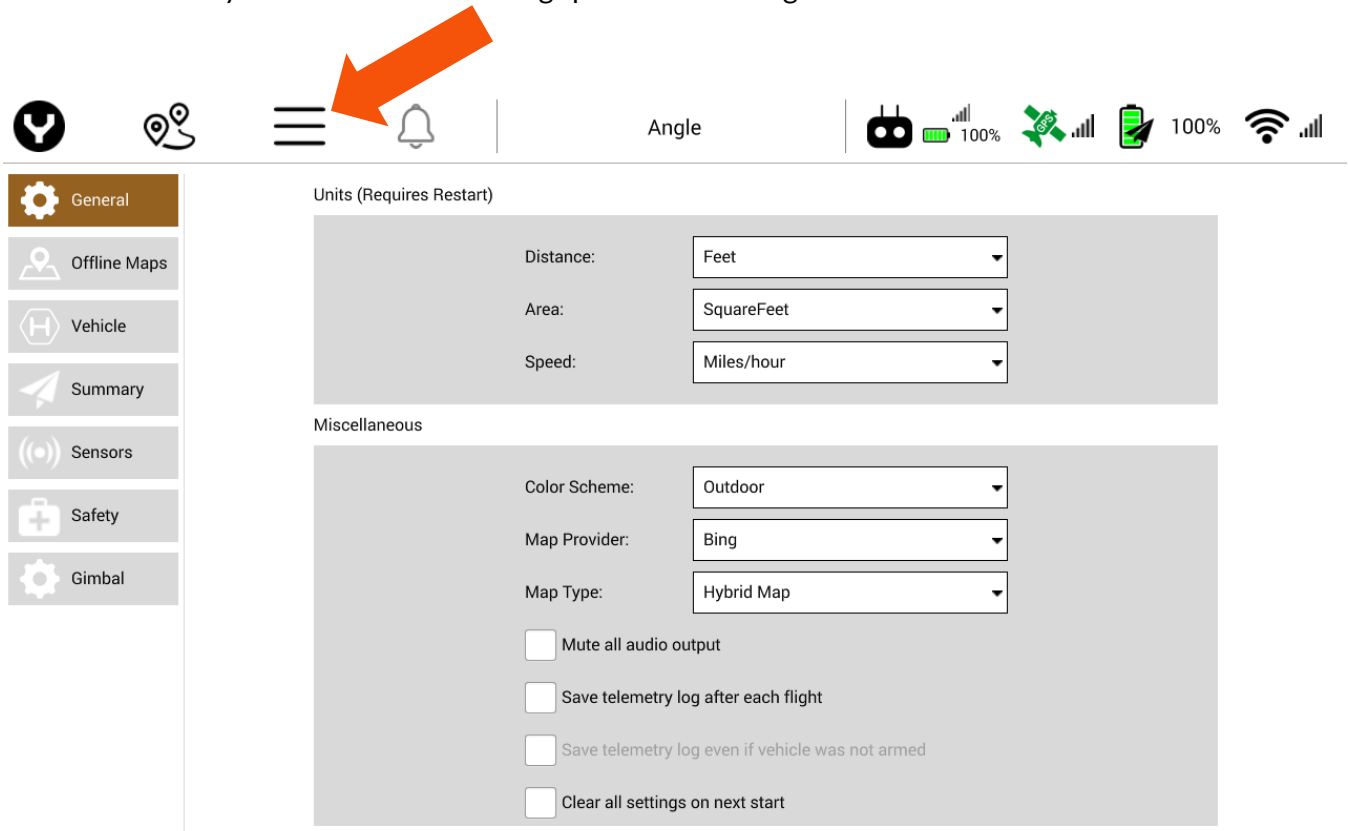 Angle
100%
GPS
100%
General
Offline Maps
Vehicle
Summary
Sensors
Safety
Gimbal
Units (Requires Restart)
Distance: Feet
Area: SquareFeet
Speed: Miles/hour
Miscellaneous
Color Scheme: Outdoor
Map Provider: Bing
Map Type: Hybrid Map
Mute all audio output
Save telemetry log after each flight
Save telemetry log even if vehicle was not armed
Clear all settings on next start